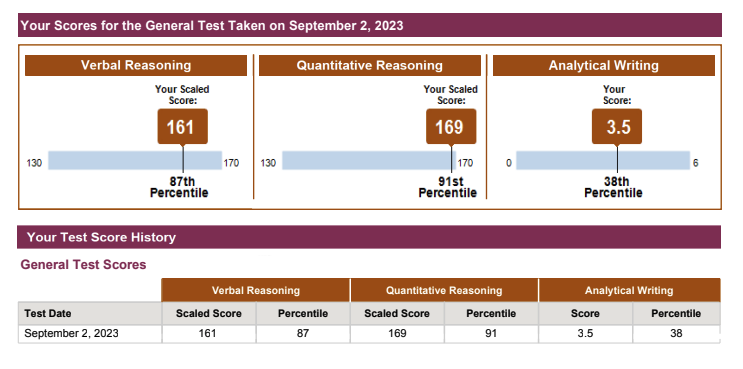 Your Scores for the General Test Taken on September 2, 2023
Verbal Reasoning
Your Scaled
Score:
161
130
170
87th
Percentile
Quantitative Reasoning
Your Scaled
Score:
169
130
170
91st
Percentile
Analytical Writing
Your
Score:
3.5
0
6
38th
Percentile
Your Test Score History
General Test Scores
Verbal Reasoning Quantitative Reasoning Analytical Writing
Test Date Scaled Score Percentile Scaled Score Percentile Score Percentile
September 2, 2023 161 87 169 91 3.5 38